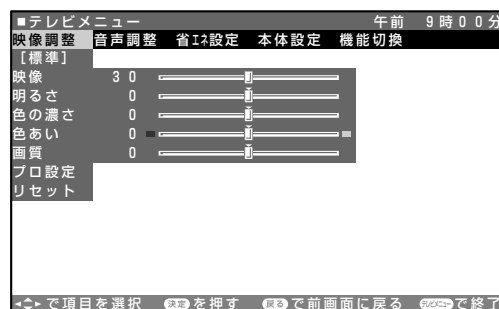 ■テレビメニュー 午前 9時00分
映像調整 音声調整 省エネ設定 本体設定 機能切換
[標準]
映像 30
明るさ 0
色の濃さ 0
色あい 0
画質 0
プロ設定
リセット
で項目を選択 決定を押す 戻るで前画面に戻る テレビメニューで終了